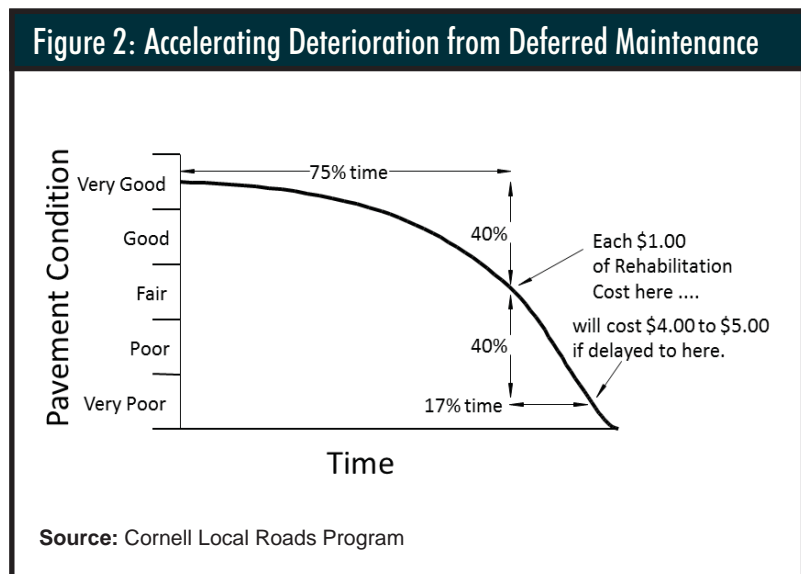 Figure 2: Accelerating Deterioration from Deferred Maintenance
Pavement Condition
Very Good
Good
Fair
Poor
Very Poor
75% time
40%
Each $1.00
of Rehabilitation
Cost here ....
will cost $4.00 to $5.00
if delayed to here.
40%
17% time
Time
Source: Cornell Local Roads Program